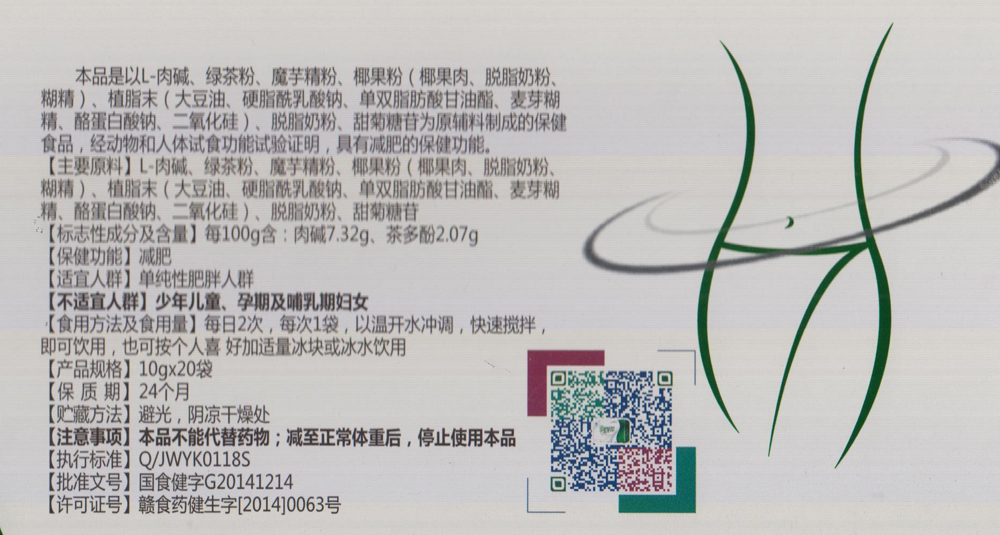 本品是以L-肉碱、绿茶粉、魔芋精粉、椰果粉（椰果肉、脱脂奶粉、
糊精）、植脂末（大豆油、硬脂酰乳酸钠、单双脂肪酸甘油酯、麦芽糊
精、酪蛋白酸钠、二氧化硅）、脱脂奶粉、甜菊糖苷为原辅料制成的保健
食品，经动物和人体试食功能试验证明，具有减肥的保健功能。
【主要原料】L-肉碱、绿茶粉、魔芋精粉、椰果粉（椰果肉、脱脂奶粉、
糊精）、植脂末（大豆油、硬脂酰乳酸钠、单双脂肪酸甘油酯、麦芽糊
精、酪蛋白酸钠、二氧化硅）、脱脂奶粉、甜菊糖苷
【标志性成分及含量】每100g含：肉碱7.32g、茶多酚2.07g
【保健功能】减肥
【适宜人群】单纯性肥胖人群
【不适宜人群】少年儿童、孕期及哺乳期妇女
【食用方法及食用量】每日2次，每次1袋，以温开水冲调，快速搅拌，
即可饮用，也可按个人喜 好加适量冰块或冰水饮用
【产品规格】10gx20袋
【保 质 期】24个月
【贮藏方法】避光，阴凉干燥处
【注意事项】本品不能代替药物；减至正常体重后，停止使用本品
【执行标准】Q/JWYK0118S
【批准文号】国食健字G20141214
【许可证号】赣食药健生字[2014]0063号